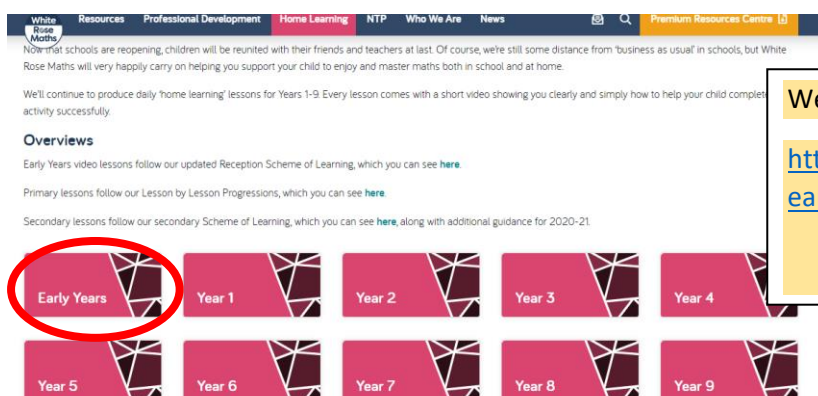 White Rose Maths
Resources Professional Development Home Learning NTP Who We Are News Premium Resources Centre
Now that schools are reopening, children will be reunited with their friends and teachers at last. Of course, we're still some distance from 'business as usual' in schools, but White
Rose Maths will very happily carry on helping you support your child to enjoy and master maths both in school and at home.
We'll continue to produce daily 'home learning' lessons for Years 1-9. Every lesson comes with a short video showing you clearly and simply how to help your child complete
activity successfully.
Overviews
Early Years video lessons follow our updated Reception Scheme of Learning, which you can see here.
Primary lessons follow our Lesson by Lesson Progressions, which you can see here.
Secondary lessons follow our secondary Scheme of Learning, which you can see here, along with additional guidance for 2020-21.
We
htt
ea
Early Years Year 1 Year 2 Year 3 Year 4
Year 5 Year 6 Year 7 Year 8 Year 9